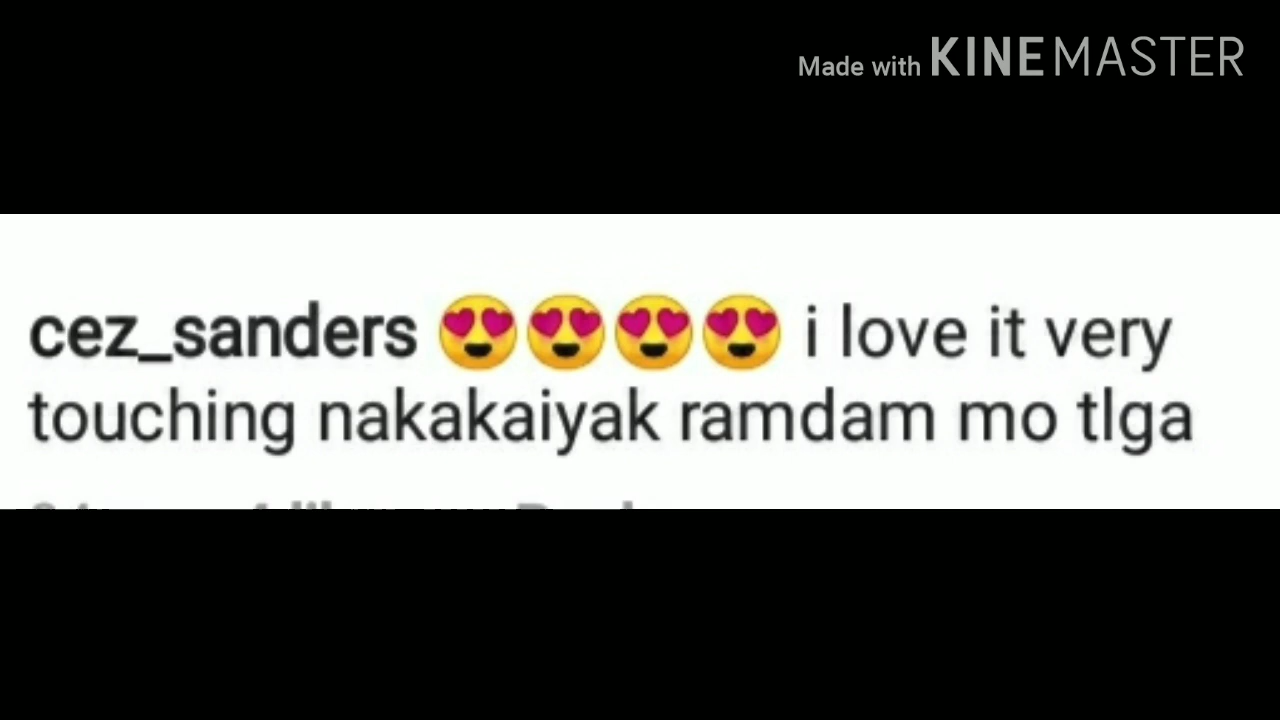 Made with KINEMASTER
cez_sanders 😍😍😍😍 i love it very
touching nakakaiyak ramdam mo tlga